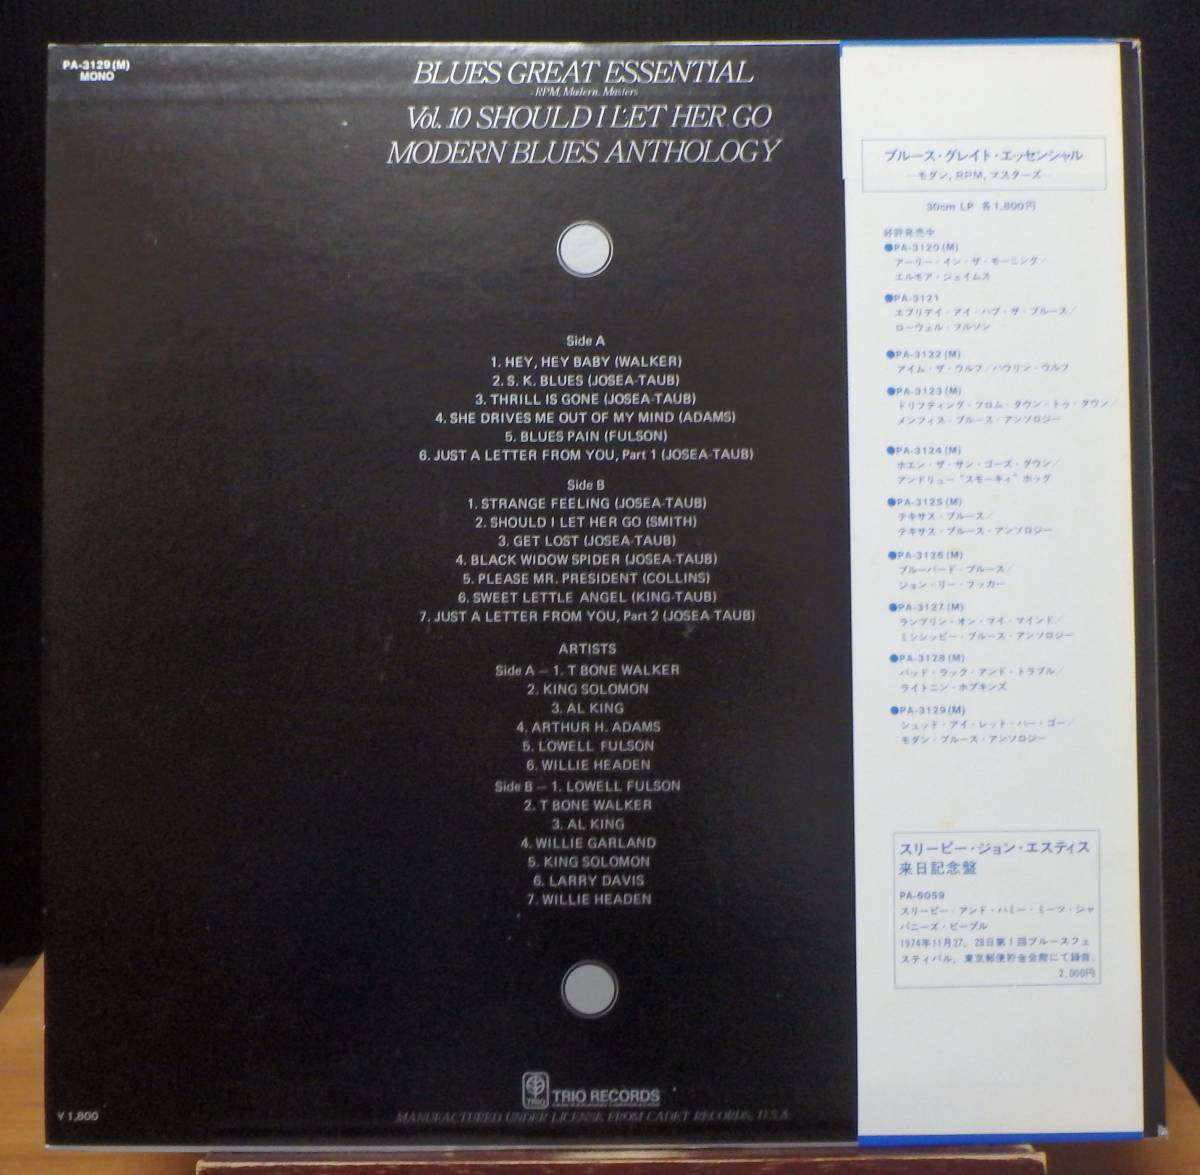 PA-3129(M)
MONO
BLUES GREAT ESSENTIAL
-RPM, Modern, Masters
Vol. 10 SHOULD I LET HER GO
MODERN BLUES ANTHOLOGY
Side A
1. HEY, HEY BABY (WALKER)
2. S. K. BLUES (JOSEA-TAUB)
3. THRILL IS GONE (JOSEA-TAUB)
4. SHE DRIVES ME OUT OF MY MIND (ADAMS)
5. BLUES PAIN (FULSON)
6. JUST A LETTER FROM YOU, Part 1 (JOSEA-TAUB)
Side B
1. STRANGE FEELING (JOSEA-TAUB)
2. SHOULD I LET HER GO (SMITH)
3. GET LOST (JOSEA-TAUB)
4. BLACK WIDOW SPIDER (JOSEA-TAUB)
5. PLEASE MR. PRESIDENT (COLLINS)
6. SWEET LETTLE ANGEL (KING-TAUB)
7. JUST A LETTER FROM YOU, Part 2 (JOSEA-TAUB)
ARTISTS
Side A — 1. T BONE WALKER
2. KING SOLOMON
3. AL KING
4. ARTHUR H. ADAMS
5. LOWELL FULSON
6. WILLIE HEADEN
Side B — 1. LOWELL FULSON
2. T BONE WALKER
3. AL KING
4. WILLIE GARLAND
5. KING SOLOMON
6. LARRY DAVIS
7. WILLIE HEADEN
TRIO
TRIO RECORDS
¥1,800
MANUFACTURED UNDER LICENSE FROM CADET RECORDS, U.S.A
ブルース・グレイト・エッセンシャル
—モダン, RPM, マスターズ—
30cm LP 各1,800円
好評発売中
●PA-3120(M)
アーリー・イン・ザ・モーニング/
エルモア・ジェイムス
●PA-3121
エブリデイ・アイ・ハブ・ザ・ブルース/
ローウェル・フルソン
●PA-3122(M)
アイム・ザ・ウルフ/ハウリン・ウルフ
●PA-3123(M)
ドリフティング・フロム・タウン・トゥ・タウン/
メンフィス・ブルース・アンソロジー
●PA-3124(M)
ホエン・ザ・サン・ゴーズ・ダウン/
アンドリュー“スモーキィ”ホッグ
●PA-3125(M)
テキサス・ブルース/
テキサス・ブルース・アンソロジー
●PA-3126(M)
ブルーバード・ブルース/
ジョン・リー・フッカー
●PA-3127(M)
ランブリン・オン・マイ・マインド/
ミシシッピー・ブルース・アンソロジー
●PA-3128(M)
バッド・ラック・アンド・トラブル/
ライトニン・ホプキンズ
●PA-3129(M)
シュッド・アイ・レット・ハー・ゴー/
モダン・ブルース・アンソロジー
スリーピー・ジョン・エスティス
来日記念盤
PA-6059
スリーピー・アンド・ハミー・ミーツ・ジャ
パニーズ・ピープル
1974年11月27, 28日第1回ブルースフェ
スティバル, 東京郵便貯金会館にて録音.
2,000円